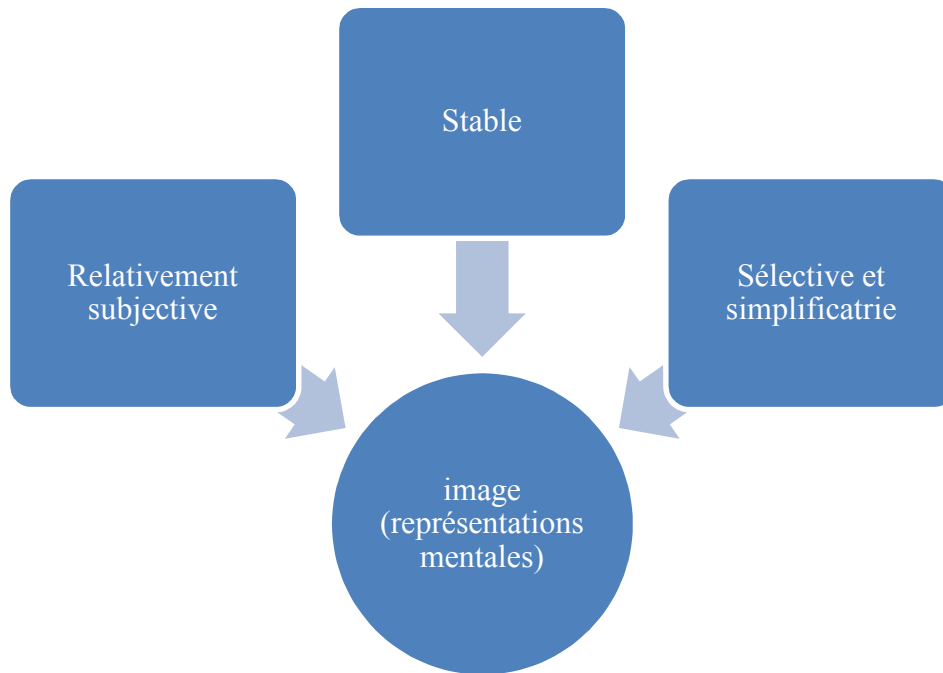 Stable
Relativement
subjective
Sélective et
simplificatrie
image
(représentations
mentales)